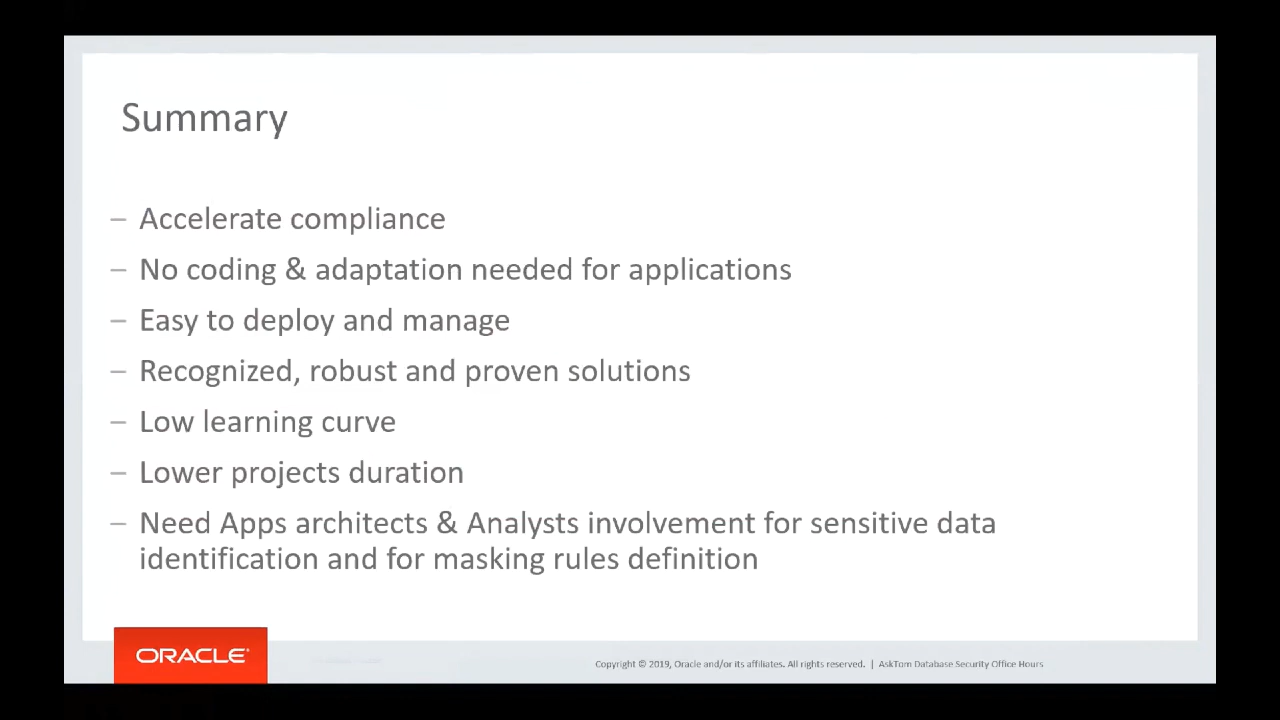 Summary
– Accelerate compliance
– No coding & adaptation needed for applications
– Easy to deploy and manage
– Recognized, robust and proven solutions
– Low learning curve
– Lower projects duration
– Need Apps architects & Analysts involvement for sensitive data
identification and for masking rules definition
ORACLE®
Copyright © 2019, Oracle and/or its affiliates. All rights reserved. | AskTom Database Security Office Hours